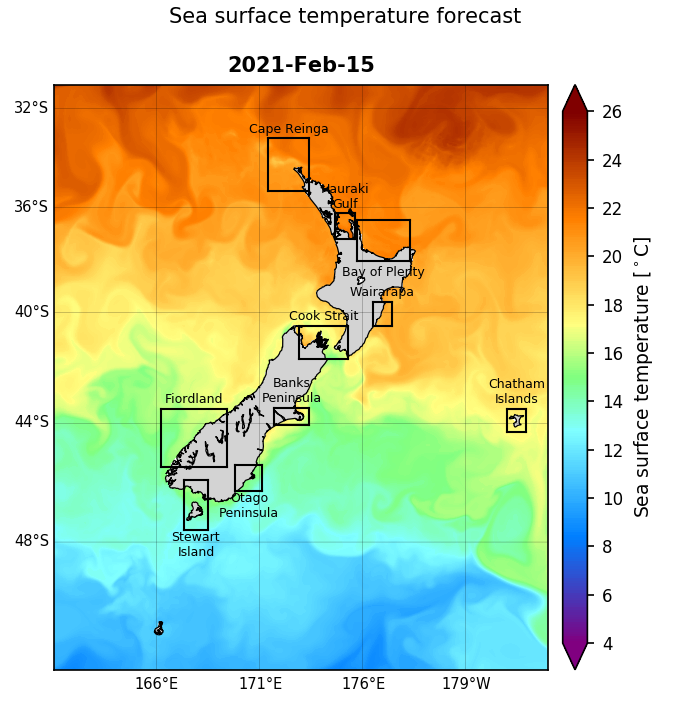 Sea surface temperature forecast
2021-Feb-15
32°S
36°S
40°S
44°S
48°S
166°E
171°E
176°E
179°W
Cape Reinga
Hauraki
Gulf
Bay of Plenty
Wairarapa
Cook Strait
Banks
Peninsula
Fiordland
Chatham
Islands
Otago
Peninsula
Stewart
Island
26
24
22
20
18
16
14
12
10
8
6
4
Sea surface temperature [°C]